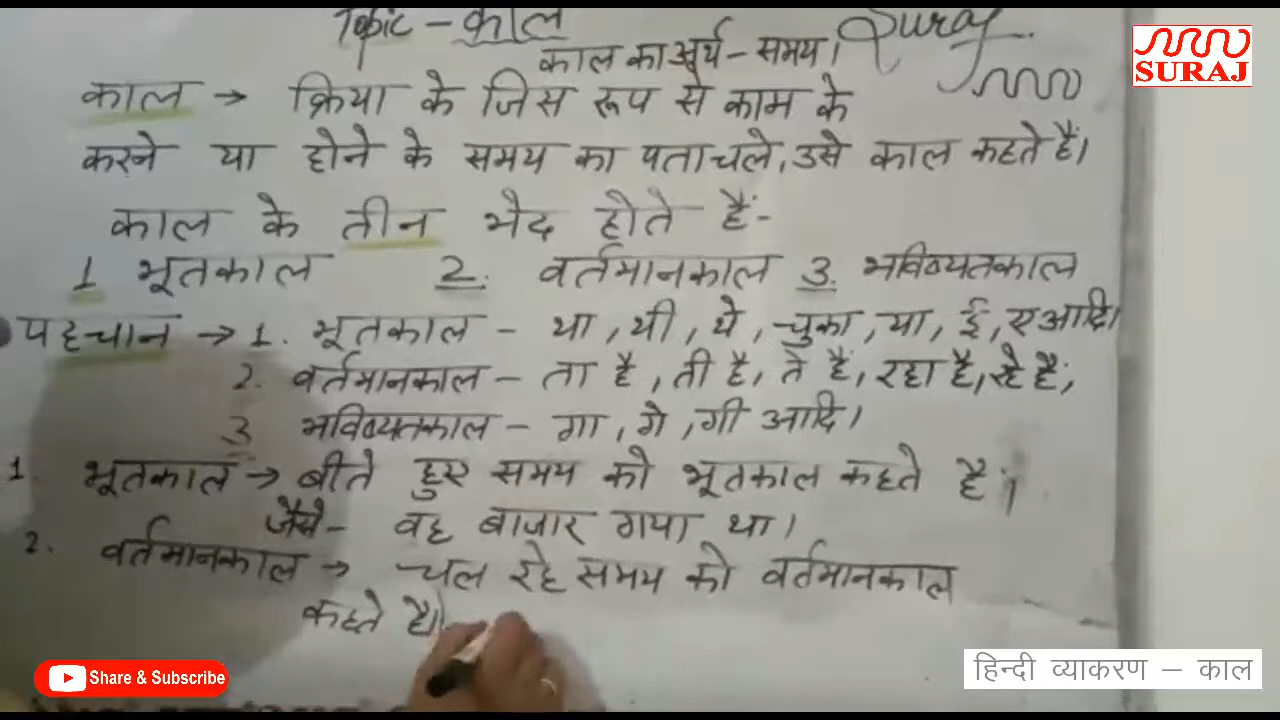 Topic - काल
काल का अर्थ - समय। Suraj
काल → क्रिया के जिस रूप से काम के
करने या होने के समय का पता चले, उसे काल कहते हैं।
काल के तीन भेद होते हैं-
1 भूतकाल 2. वर्तमानकाल 3. भविष्यतकाल
पहचान → 1. भूतकाल - था, थी, थे, चुका, या, ई, ए आदि।
2. वर्तमानकाल - ता है, ती है, ते हैं, रहा है, रहे हैं,
3 भविष्यतकाल - गा, गे, गी आदि।
1. भूतकाल → बीते हुए समय को भूतकाल कहते है।
जैसे- वह बाजार गया था।
2. वर्तमानकाल → चल रहे समय को वर्तमानकाल
कहते है।
SURAJ
Share & Subscribe
हिन्दी व्याकरण – काल